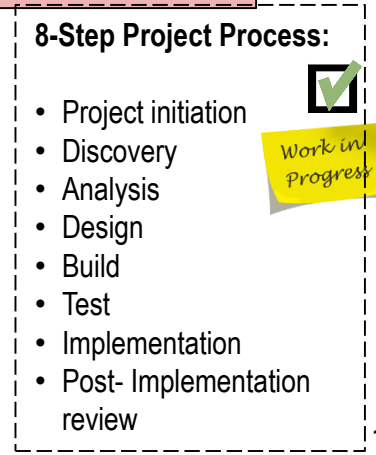 8-Step Project Process:
• Project initiation
• Discovery
Work in
Progress
• Analysis
• Design
• Build
• Test
• Implementation
• Post- Implementation
review